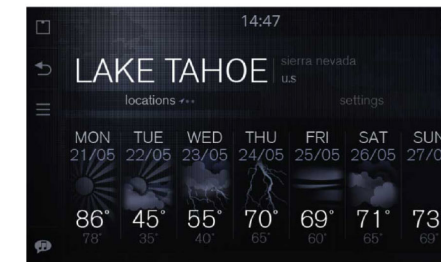 14:47
LAKE TAHOE
sierra nevada
u.s
locations
settings
MON TUE WED THU FRI SAT SUN
21/05 22/05 23/05 24/05 25/05 26/05 27/0
86° 45° 55° 70° 69° 71° 73
78° 35° 40° 65° 60° 65° 69°